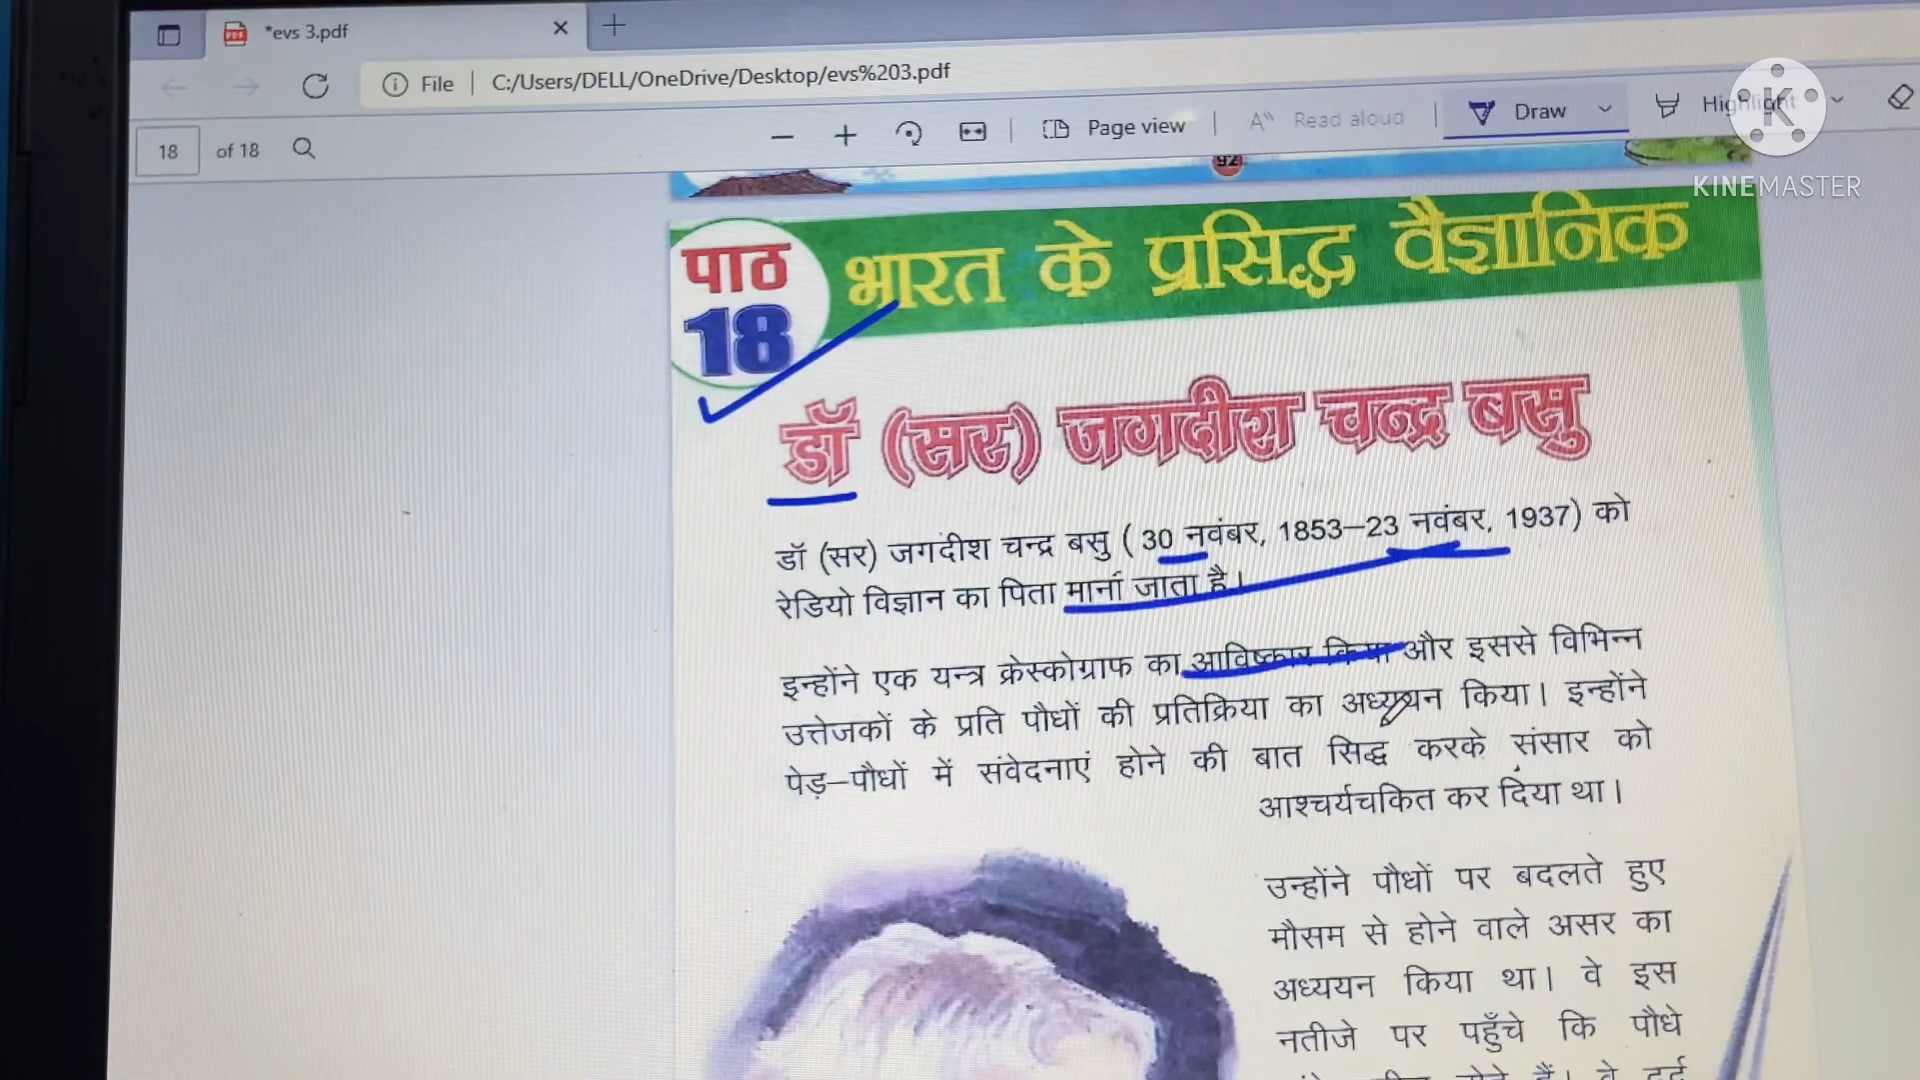 *evs 3.pdf
File C:/Users/DELL/OneDrive/Desktop/evs%203.pdf
18 of 18 Page view Read aloud Draw Highlight
KINEMASTER
92
पाठ 18 भारत के प्रसिद्ध वैज्ञानिक
डॉ (सर) जगदीश चन्द्र बसु
डॉ (सर) जगदीश चन्द्र बसु ( 30 नवंबर, 1853–23 नवंबर, 1937) को
रेडियो विज्ञान का पिता माना जाता है।
इन्होंने एक यन्त्र क्रेस्कोग्राफ का आविष्कार किया और इससे विभिन्न
उत्तेजकों के प्रति पौधों की प्रतिक्रिया का अध्ययन किया। इन्होंने
पेड़–पौधों में संवेदनाएं होने की बात सिद्ध करके संसार को
आश्चर्यचकित कर दिया था।
उन्होंने पौधों पर बदलते हुए
मौसम से होने वाले असर का
अध्ययन किया था। वे इस
नतीजे पर पहुँचे कि पौधे